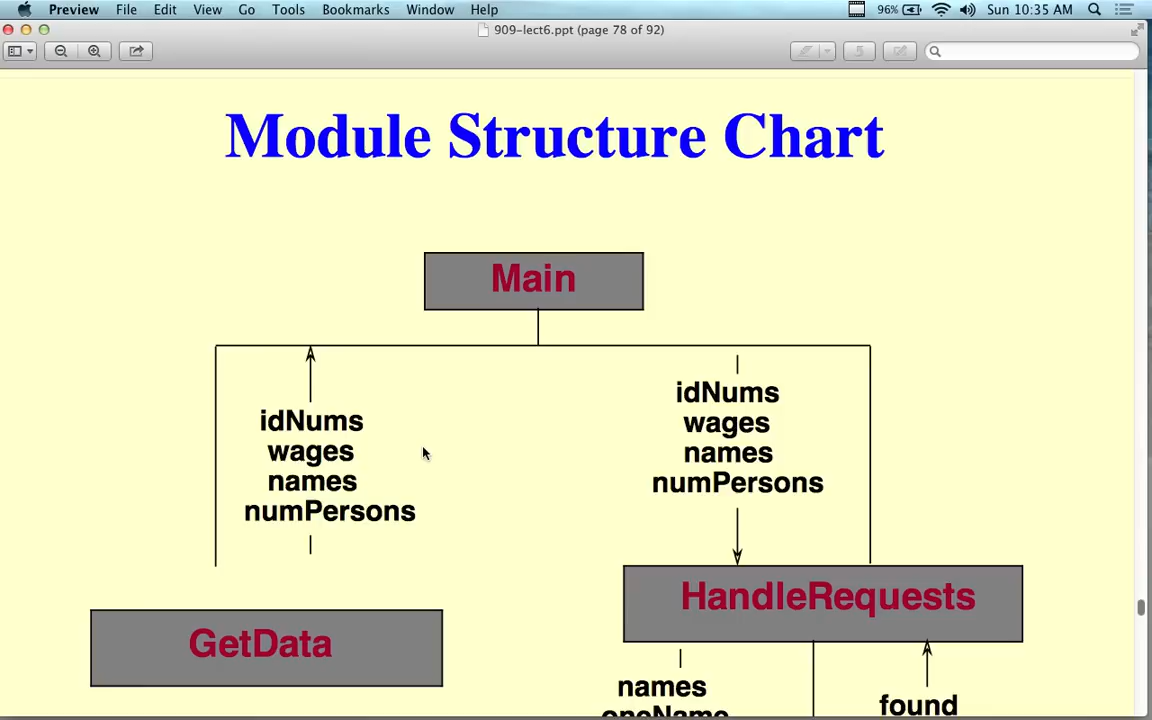 Preview File Edit View Go Tools Bookmarks Window Help 96% Sun 10:35 AM
909-lect6.ppt (page 78 of 92)
Module Structure Chart
Main
idNums
wages
names
numPersons
idNums
wages
names
numPersons
GetData
HandleRequests
names
oneName
found